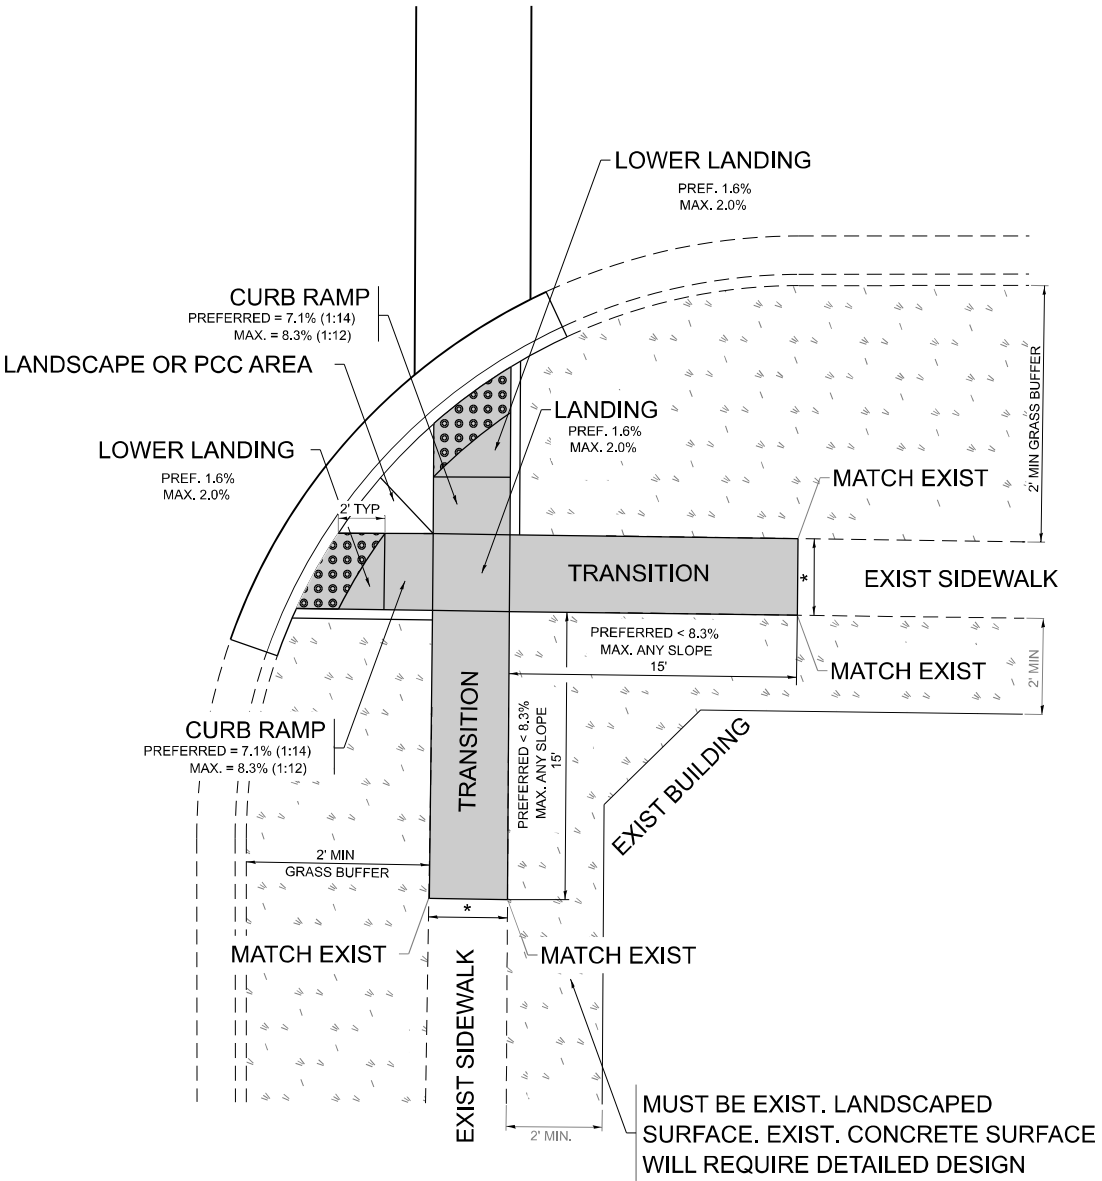 LOWER LANDING
PREF. 1.6%
MAX. 2.0%
CURB RAMP
PREFERRED = 7.1% (1:14)
MAX. = 8.3% (1:12)
LANDSCAPE OR PCC AREA
LANDING
PREF. 1.6%
MAX. 2.0%
LOWER LANDING
PREF. 1.6%
MAX. 2.0%
2' TYP
2' MIN GRASS BUFFER
MATCH EXIST
TRANSITION
*
EXIST SIDEWALK
PREFERRED < 8.3%
MAX. ANY SLOPE
15'
MATCH EXIST
2' MIN
CURB RAMP
PREFERRED = 7.1% (1:14)
MAX. = 8.3% (1:12)
TRANSITION
PREFERRED < 8.3%
MAX. ANY SLOPE
15'
EXIST BUILDING
2' MIN
GRASS BUFFER
*
MATCH EXIST
MATCH EXIST
EXIST SIDEWALK
2' MIN.
MUST BE EXIST. LANDSCAPED
SURFACE. EXIST. CONCRETE SURFACE
WILL REQUIRE DETAILED DESIGN